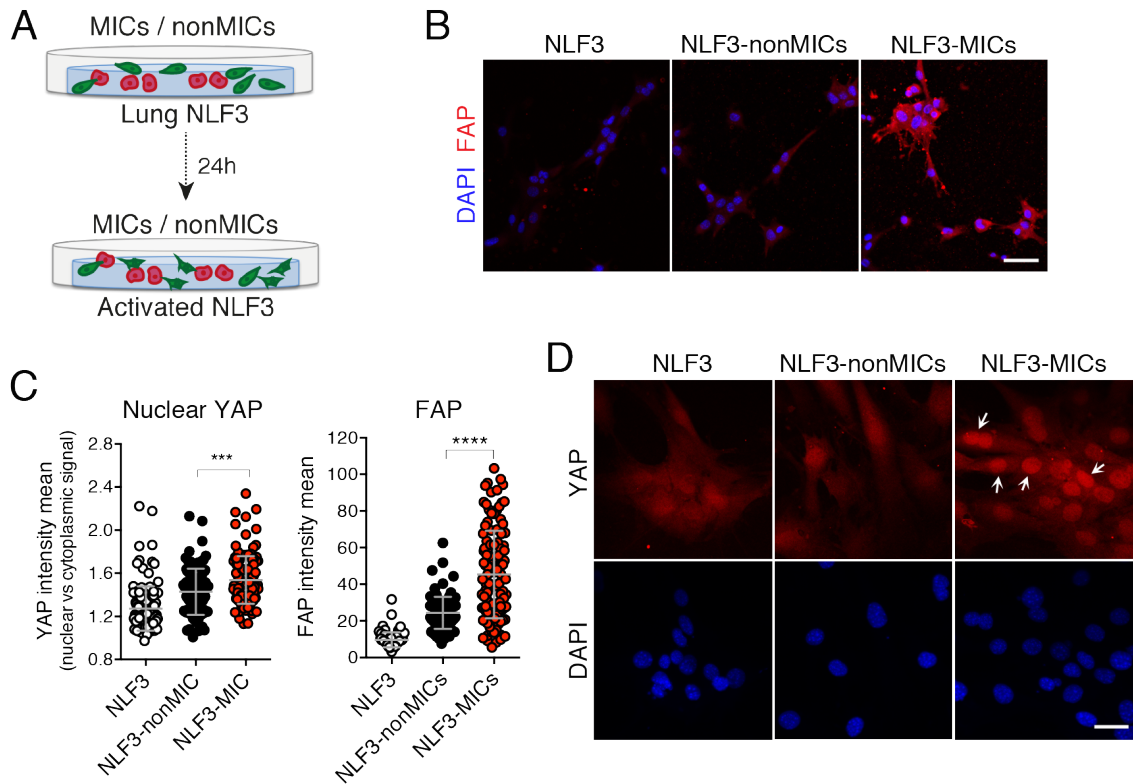 A
MICs / nonMICs
Lung NLF3
24h
MICs / nonMICs
Activated NLF3
B
NLF3
NLF3-nonMICs
NLF3-MICs
DAPI FAP
C
Nuclear YAP
YAP intensity mean
(nuclear vs cytoplasmic signal)
2.8
2.4
2.0
1.6
1.2
0.8
***
NLF3
NLF3-nonMIC
NLF3-MIC
FAP
FAP intensity mean
120
100
80
60
40
20
0
****
NLF3
NLF3-nonMICs
NLF3-MICs
D
NLF3
NLF3-nonMICs
NLF3-MICs
YAP
DAPI